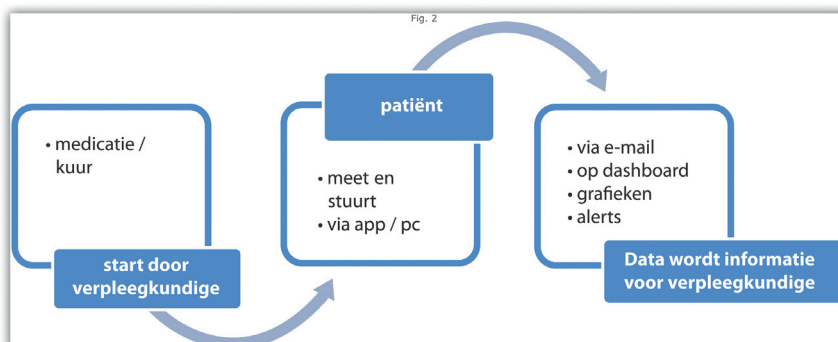 Fig. 2
• medicatie /
kuur
start door
verpleegkundige
patiënt
• meet en
stuurt
• via app / pc
• via e-mail
• op dashboard
• grafieken
• alerts
Data wordt informatie
voor verpleegkundige